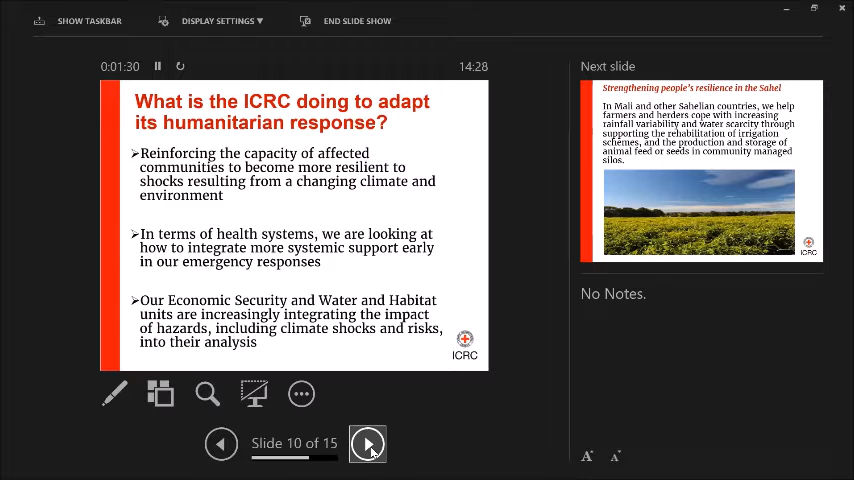 SHOW TASKBAR
DISPLAY SETTINGS ▼
END SLIDE SHOW
0:01:30
14:28
What is the ICRC doing to adapt
its humanitarian response?
➢Reinforcing the capacity of affected
communities to become more resilient to
shocks resulting from a changing climate and
environment
➢In terms of health systems, we are looking at
how to integrate more systemic support early
in our emergency responses
➢Our Economic Security and Water and Habitat
units are increasingly integrating the impact
of hazards, including climate shocks and risks,
into their analysis
ICRC
Slide 10 of 15
Next slide
Strengthening people's resilience in the Sahel
In Mali and other Sahelian countries, we help
farmers and herders cope with increasing
rainfall variability and water scarcity through
supporting the rehabilitation of irrigation
schemes, and the production and storage of
animal feed or seeds in community managed
silos.
ICRC
No Notes.
A
A